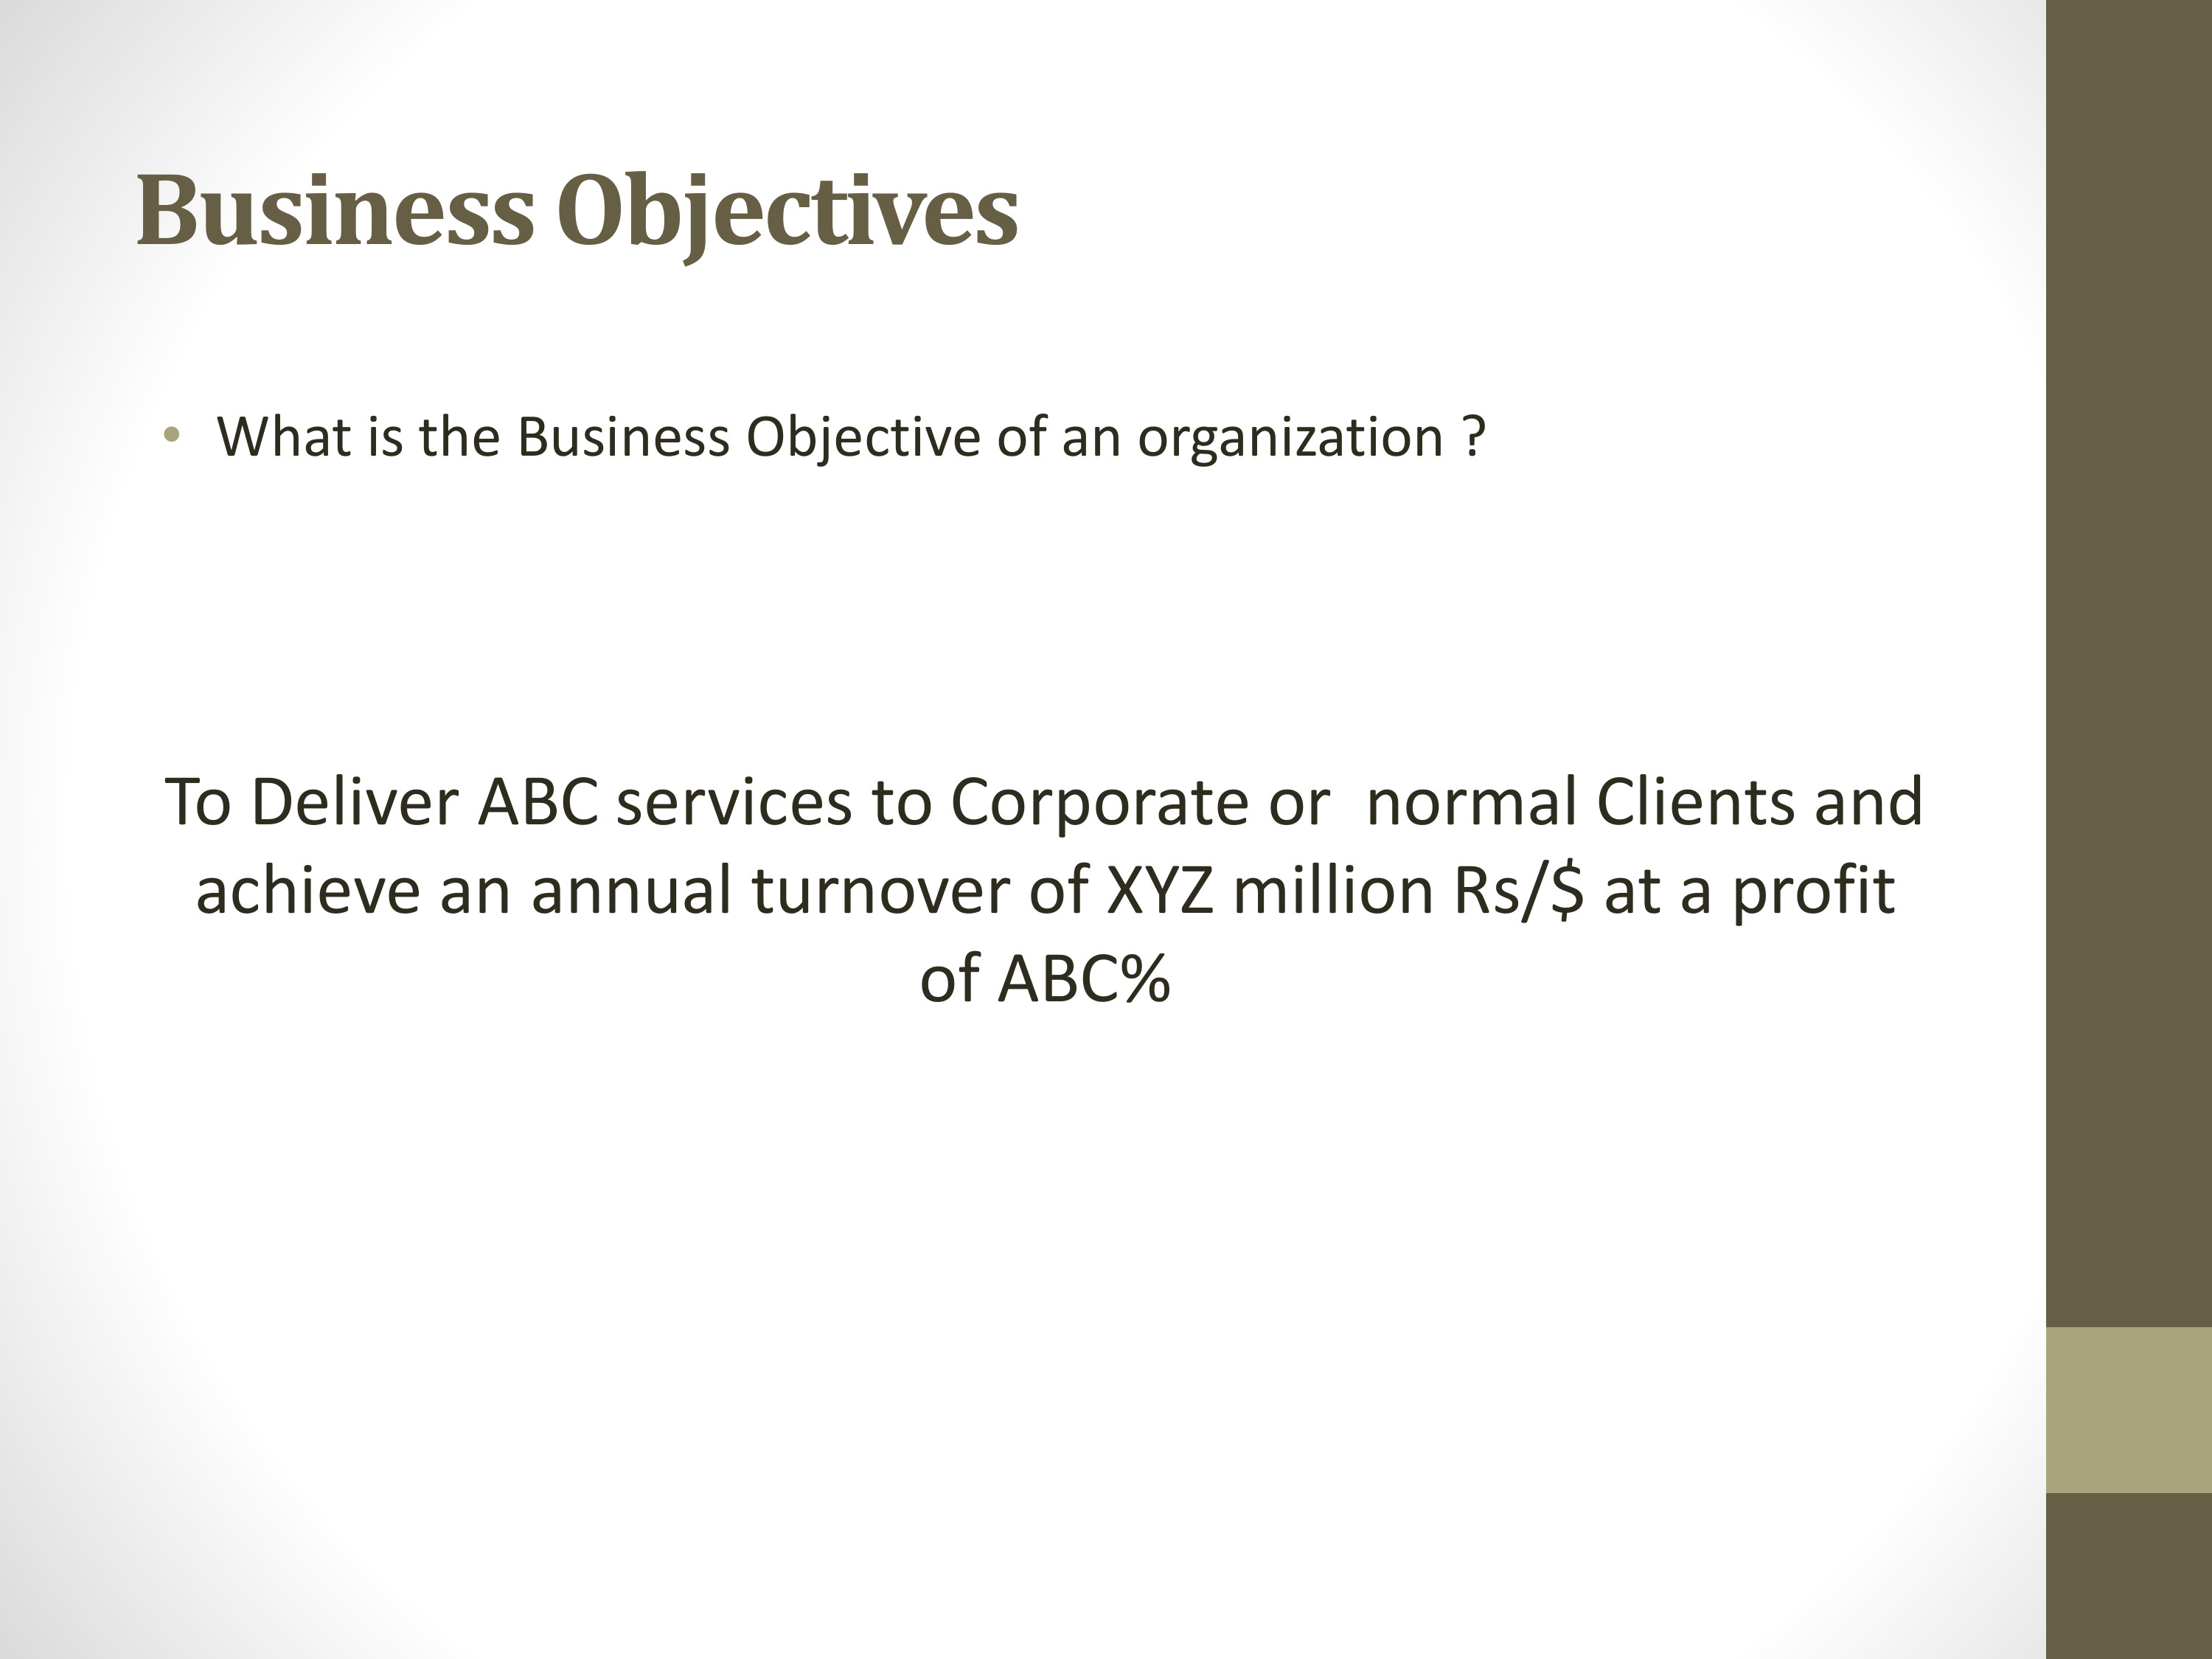 Business Objectives
• What is the Business Objective of an organization ?
To Deliver ABC services to Corporate or  normal Clients and
achieve an annual turnover of XYZ million Rs/$ at a profit
of ABC%